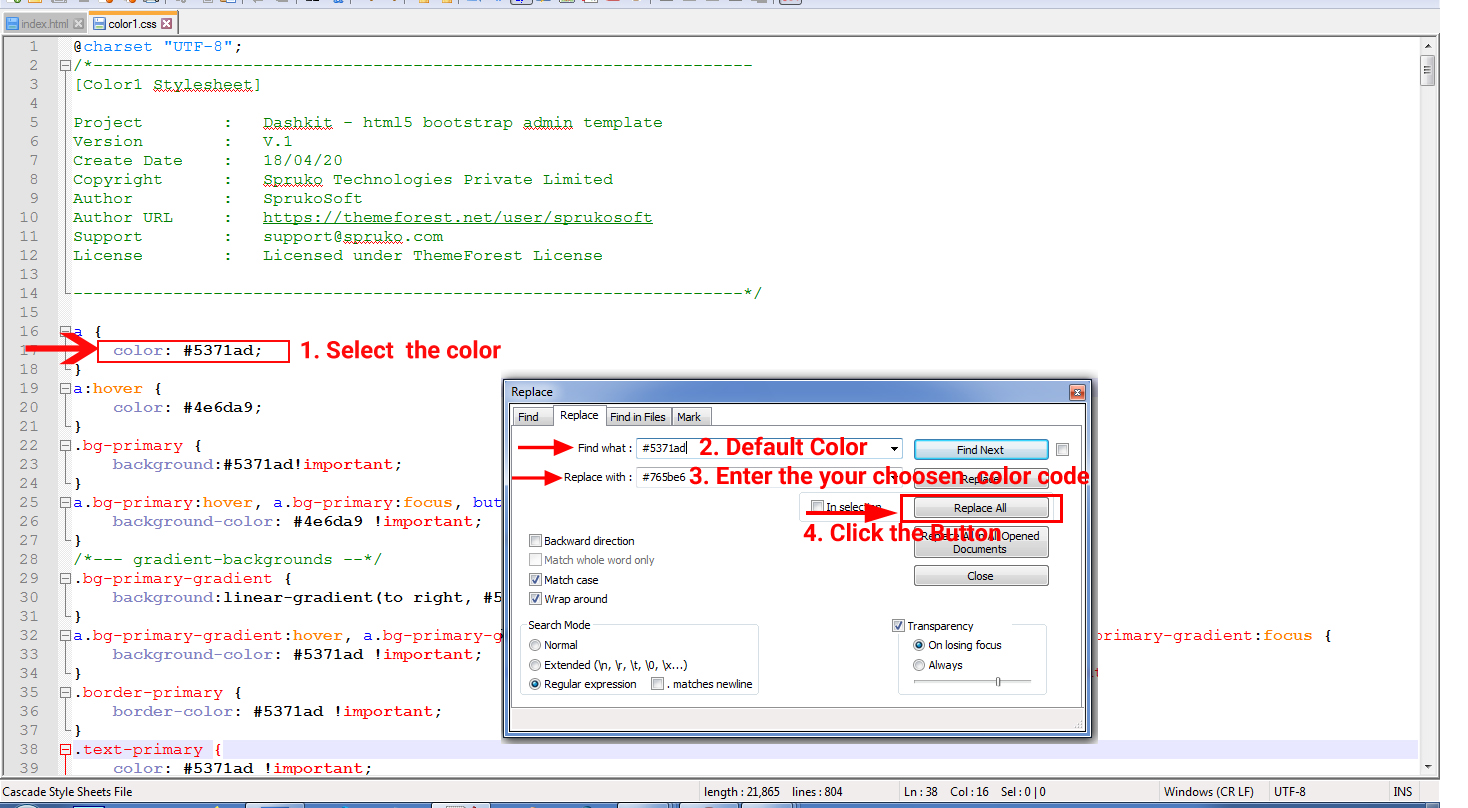 index.html color1.css
1 @charset "UTF-8";
2 /*------------------------------------------------------------------
3 [Color1 Stylesheet]
4
5 Project : Dashkit - html5 bootstrap admin template
6 Version : V.1
7 Create Date : 18/04/20
8 Copyright : Spruko Technologies Private Limited
9 Author : SprukoSoft
10 Author URL : https://themeforest.net/user/sprukosoft
11 Support : support@spruko.com
12 License : Licensed under ThemeForest License
13
14 -------------------------------------------------------------------*/
15
16 a {
17 color: #5371ad; 1. Select the color
18 }
19 a:hover {
20 color: #4e6da9;
21 }
22 .bg-primary {
23 background:#5371ad!important;
24 }
25 a.bg-primary:hover, a.bg-primary:focus, but
26 background-color: #4e6da9 !important;
27 }
28 /*--- gradient-backgrounds --*/
29 .bg-primary-gradient {
30 background:linear-gradient(to right, #5
31 }
32 a.bg-primary-gradient:hover, a.bg-primary-g rimary-gradient:focus {
33 background-color: #5371ad !important;
34 }
35 .border-primary {
36 border-color: #5371ad !important;
37 }
38 .text-primary {
39 color: #5371ad !important;
Replace
Find Replace Find in Files Mark
Find what : #5371ad 2. Default Color Find Next
Replace with : #765be6 3. Enter the your choosen color code Replace
In selection Replace All
4. Click the Button
Replace All in All Opened
Documents
Close
Backward direction
Match whole word only
Match case
Wrap around
Search Mode
Normal
Extended (\n, \r, \t, \0, \x...)
Regular expression . matches newline
Transparency
On losing focus
Always
Cascade Style Sheets File length : 21,865 lines : 804 Ln : 38 Col : 16 Sel : 0 | 0 Windows (CR LF) UTF-8 INS